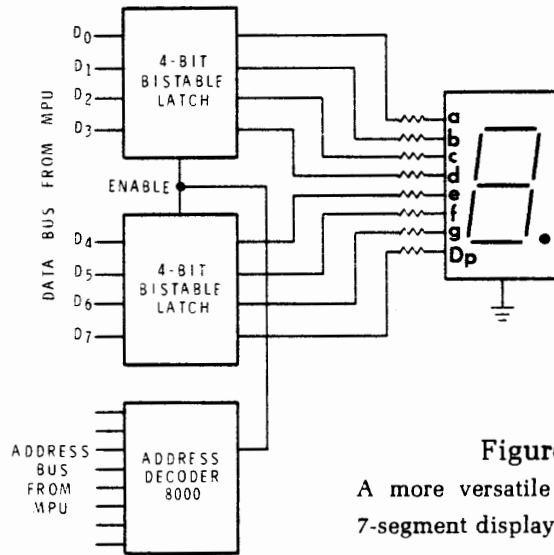 D0
D1
D2
D3
4-BIT
BISTABLE
LATCH
ENABLE
DATA BUS FROM MPU
D4
D5
D6
D7
4-BIT
BISTABLE
LATCH
ADDRESS
BUS
FROM
MPU
ADDRESS
DECODER
8000
a
b
c
d
e
f
g
Dp
Figure
A more versatile
7-segment display